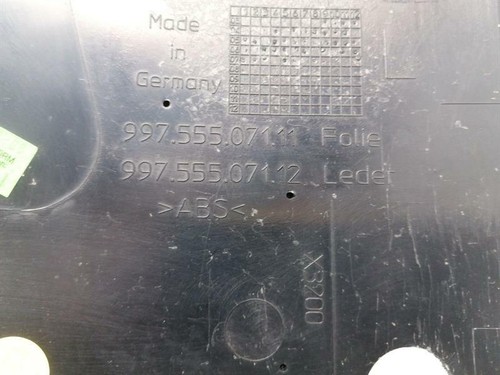 Made
in
Germany
997.555.071.11 Folie
997.555.071.12 Leder
>ABS<
X3200